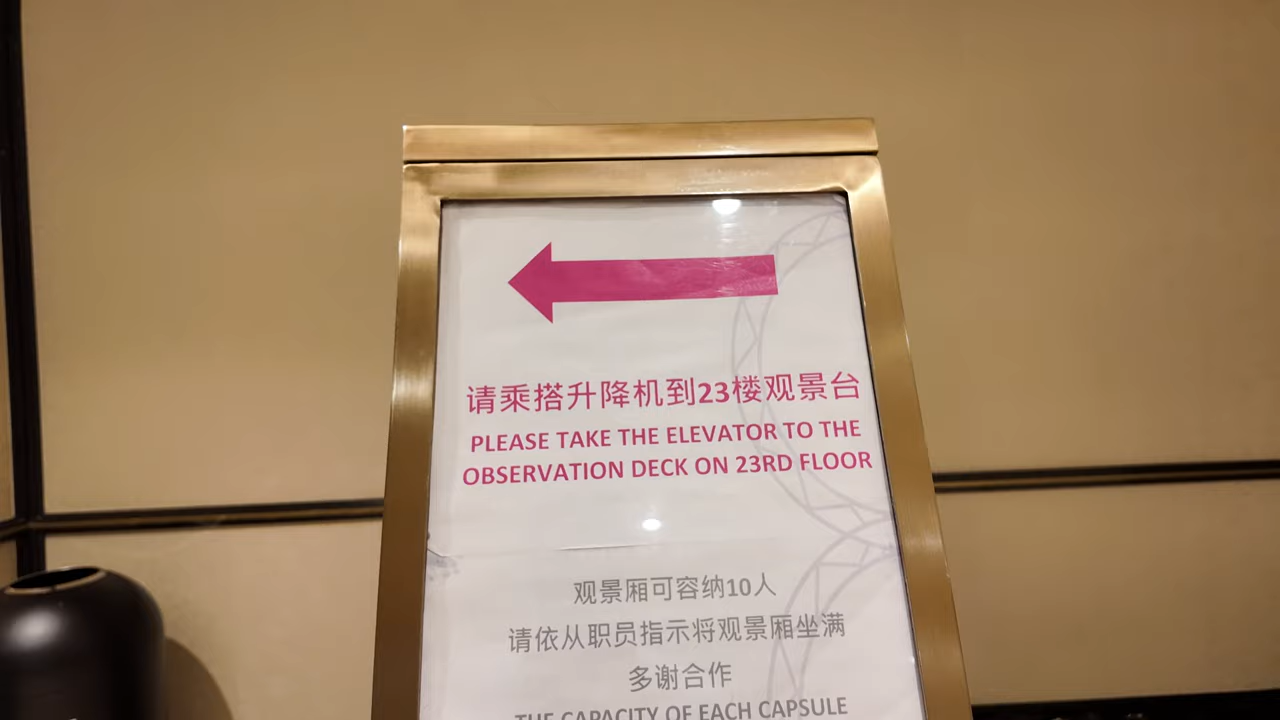 请乘搭升降机到23楼观景台
PLEASE TAKE THE ELEVATOR TO THE
OBSERVATION DECK ON 23RD FLOOR
观景厢可容纳10人
请依从职员指示将观景厢坐满
多谢合作
THE CAPACITY OF EACH CAPSULE